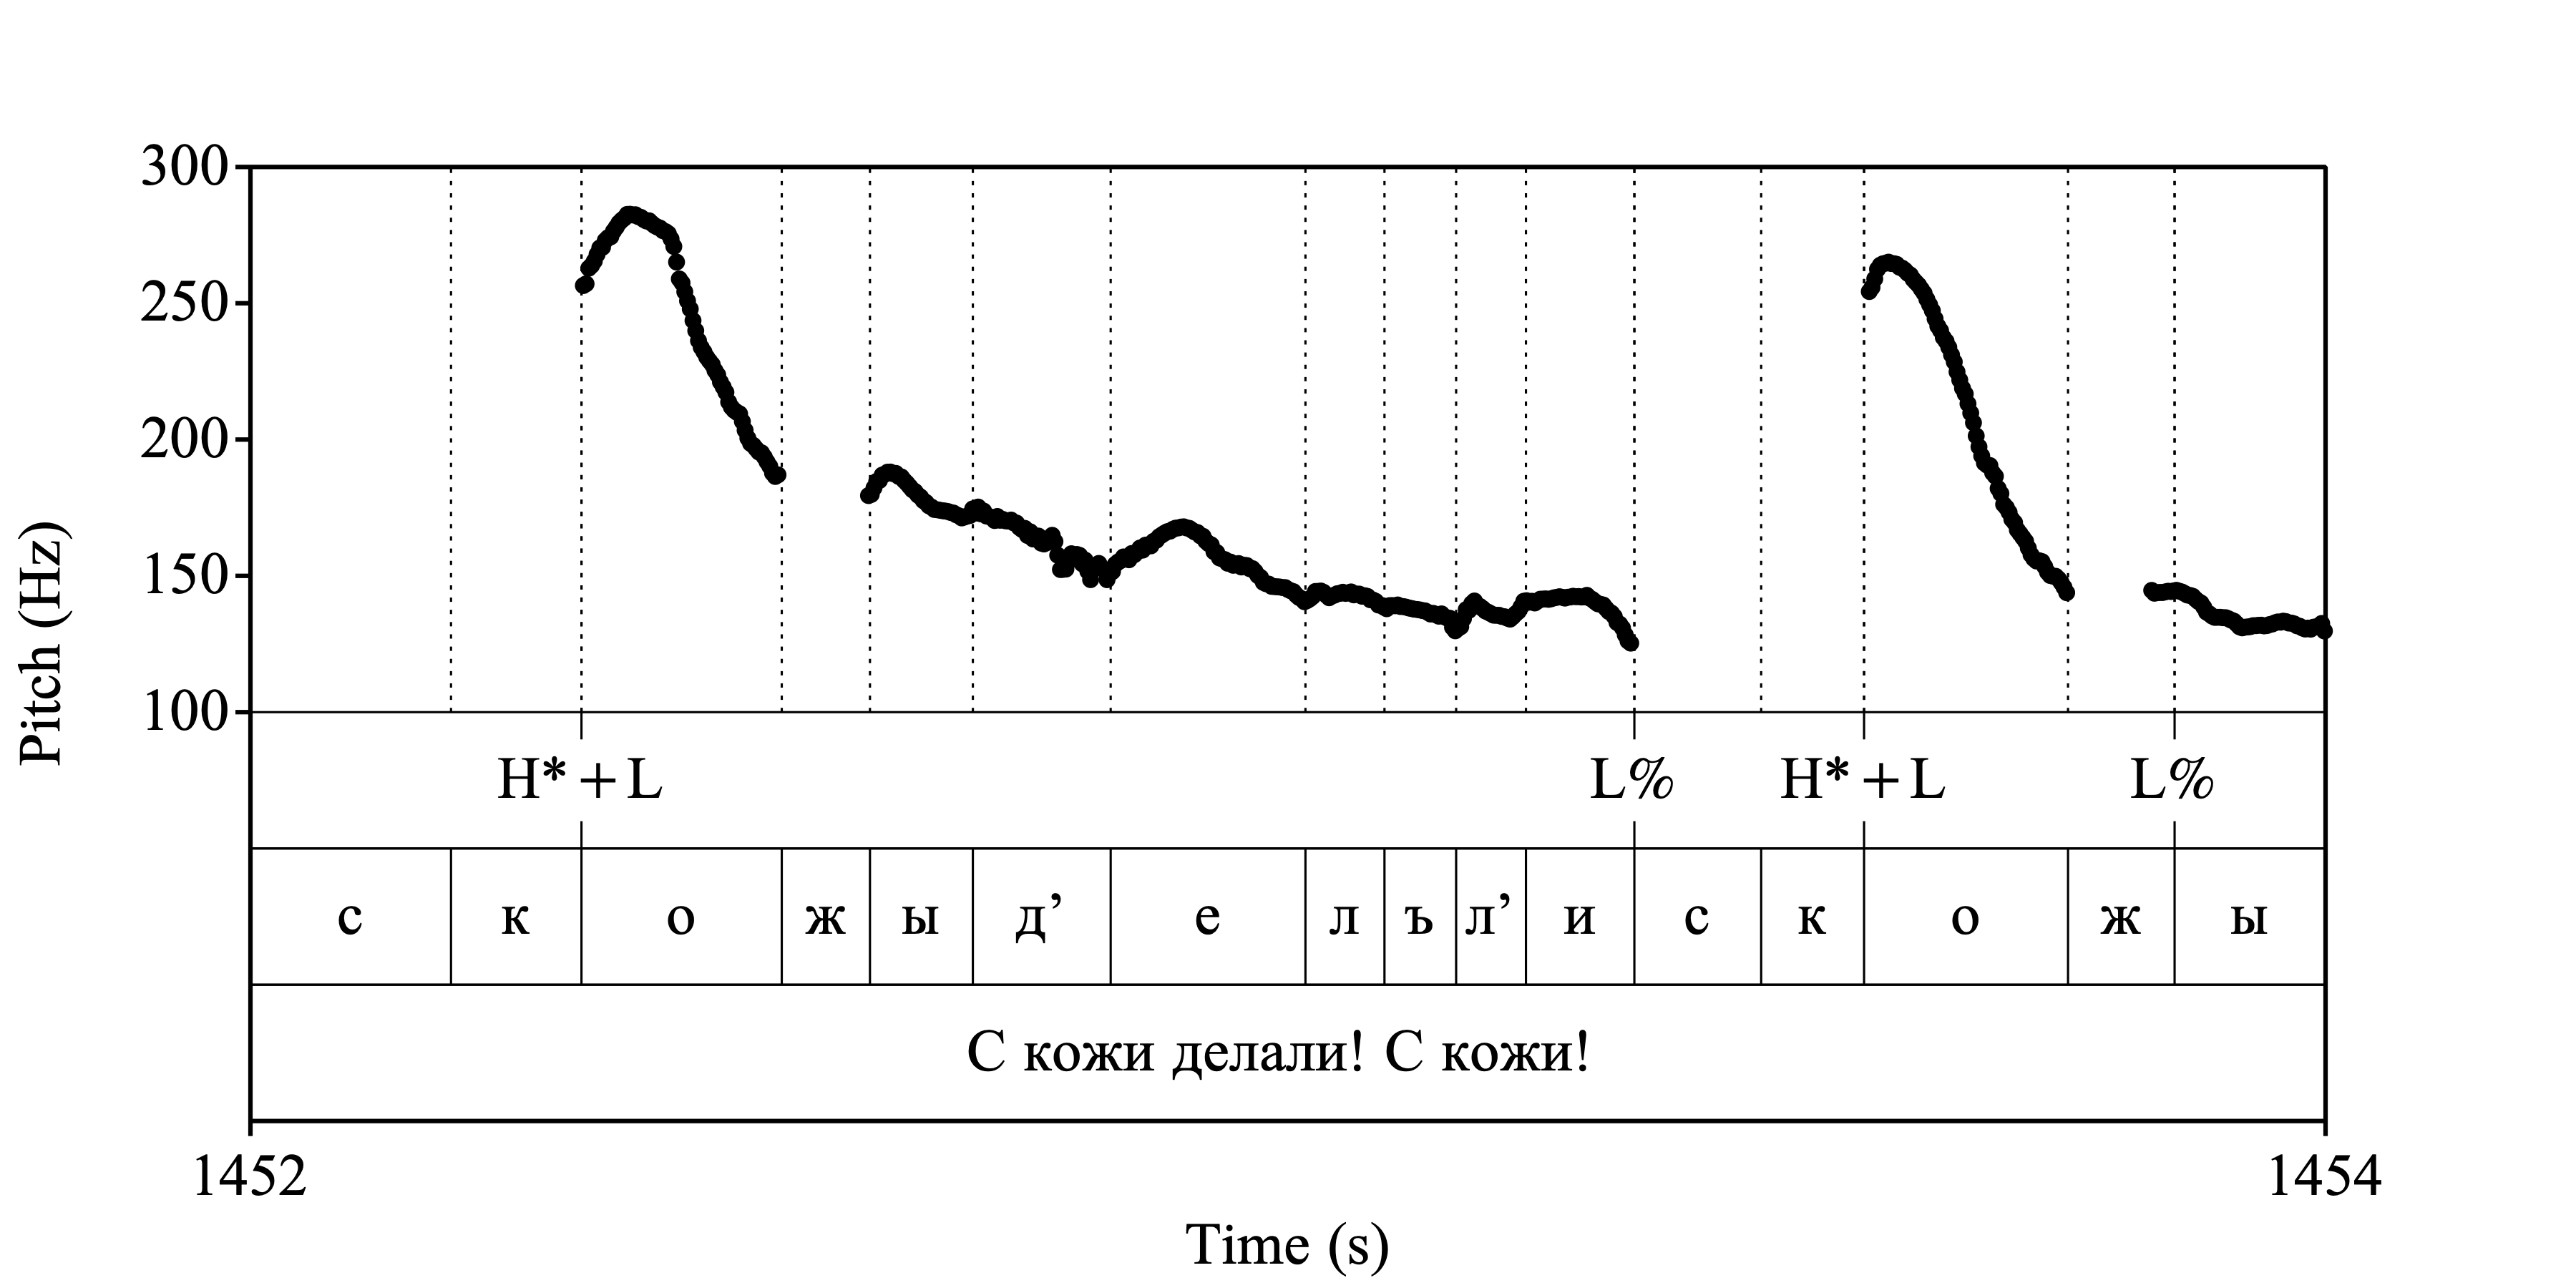 300
250
200
150
100
Pitch (Hz)
H* + L L% H* + L L%
с к о ж ы д’ е л ъ л’ и с к о ж ы
С кожи делали! С кожи!
1452 1454
Time (s)